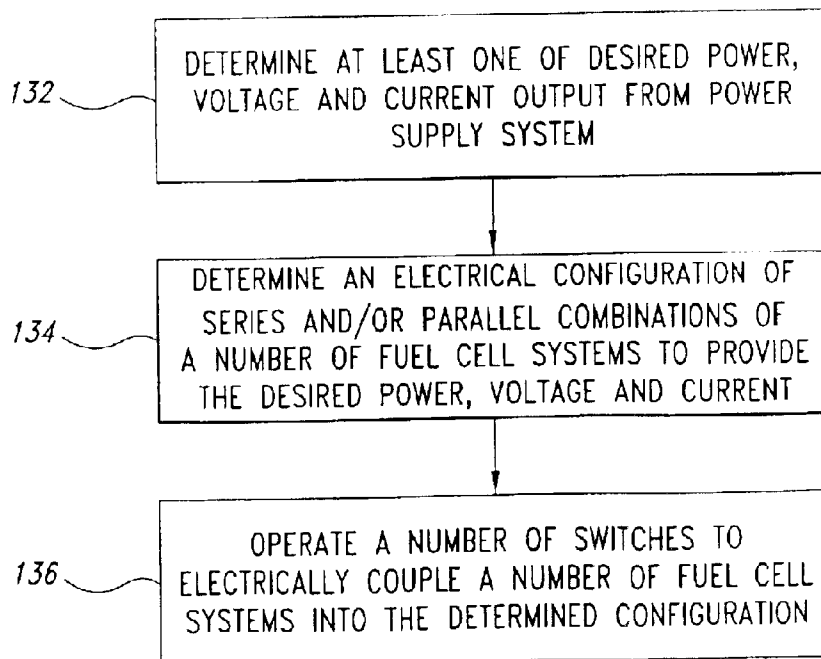 DETERMINE AT LEAST ONE OF DESIRED POWER,
132
VOLTAGE AND CURRENT OUTPUT FROM POWER
SUPPLY SYSTEM
DETERMINE AN ELECTRICAL CONFIGURATION OF
SERIES AND/OR PARALLEL COMBINATIONS OF
134
A NUMBER OF FUEL CELL SYSTEMS TO PROVIDE
THE DESIRED POWER, VOLTAGE AND CURRENT
OPERATE A NUMBER OF SWITCHES TO
136
ELECTRICALLY COUPLE A NUMBER OF FUEL CELL
SYSTEMS INTO THE DETERMINED CONFIGURATION